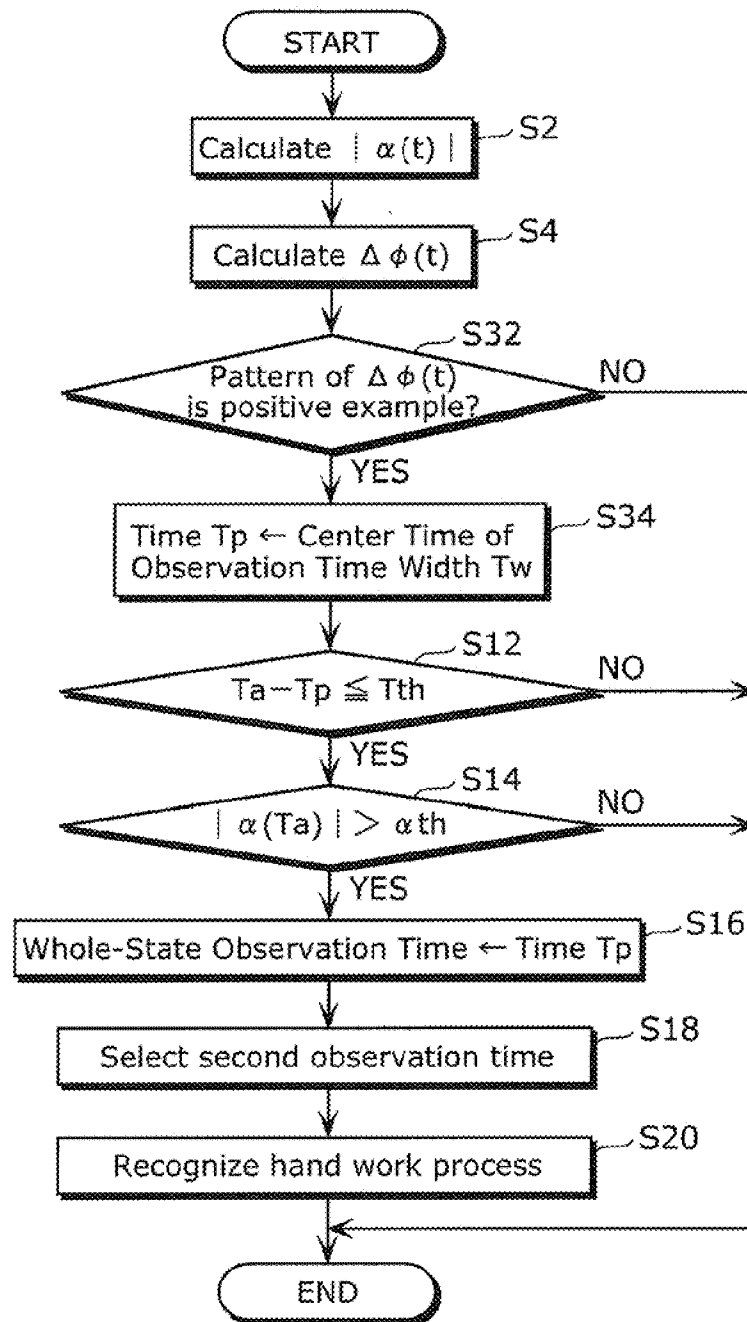 START
S2
Calculate | α(t) |
S4
Calculate Δ φ(t)
S32
Pattern of Δ φ(t)
is positive example?
NO
YES
S34
Time Tp ← Center Time of
Observation Time Width Tw
S12
Ta−Tp ≦ Tth
NO
YES
S14
| α(Ta) | > αth
NO
YES
S16
Whole-State Observation Time ← Time Tp
S18
Select second observation time
S20
Recognize hand work process
END